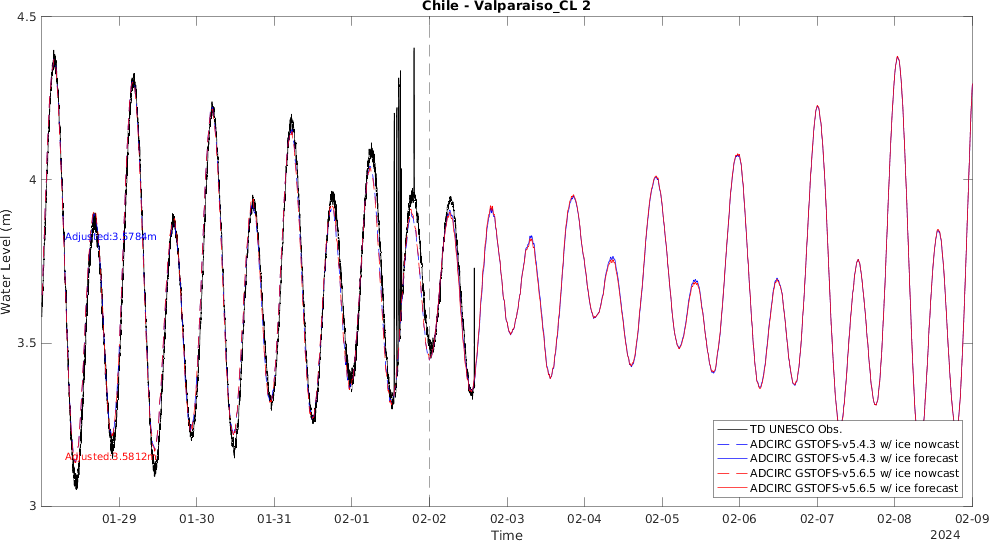 Chile - Valparaiso_CL 2
4.5
4
3.5
3
Water Level (m)
Adjusted:3.5784m
Adjusted:3.5812m
TD UNESCO Obs.
ADCIRC GSTOFS-v5.4.3 w/ ice nowcast
ADCIRC GSTOFS-v5.4.3 w/ ice forecast
ADCIRC GSTOFS-v5.6.5 w/ ice nowcast
ADCIRC GSTOFS-v5.6.5 w/ ice forecast
01-29 01-30 01-31 02-01 02-02 02-03 02-04 02-05 02-06 02-07 02-08 02-09
Time
2024